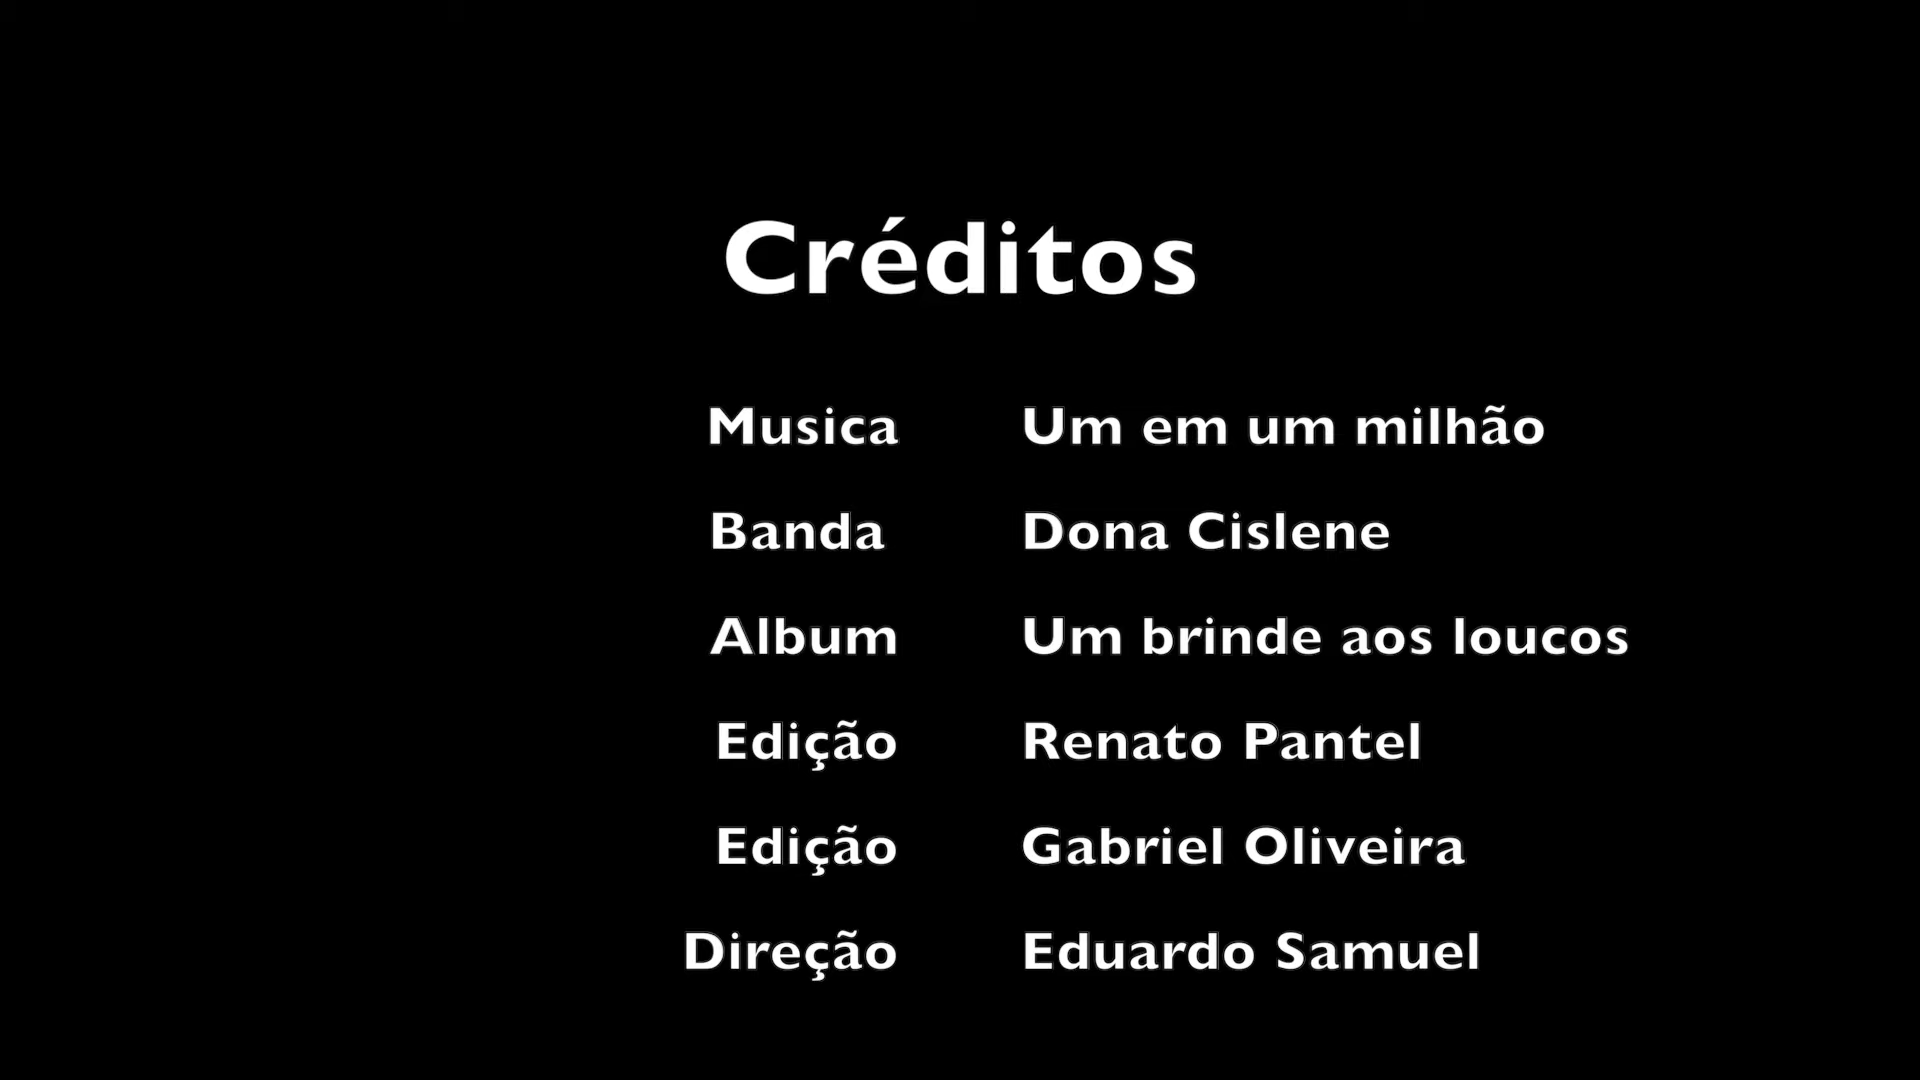 Créditos
Musica Um em um milhão
Banda Dona Cislene
Album Um brinde aos loucos
Edição Renato Pantel
Edição Gabriel Oliveira
Direção Eduardo Samuel